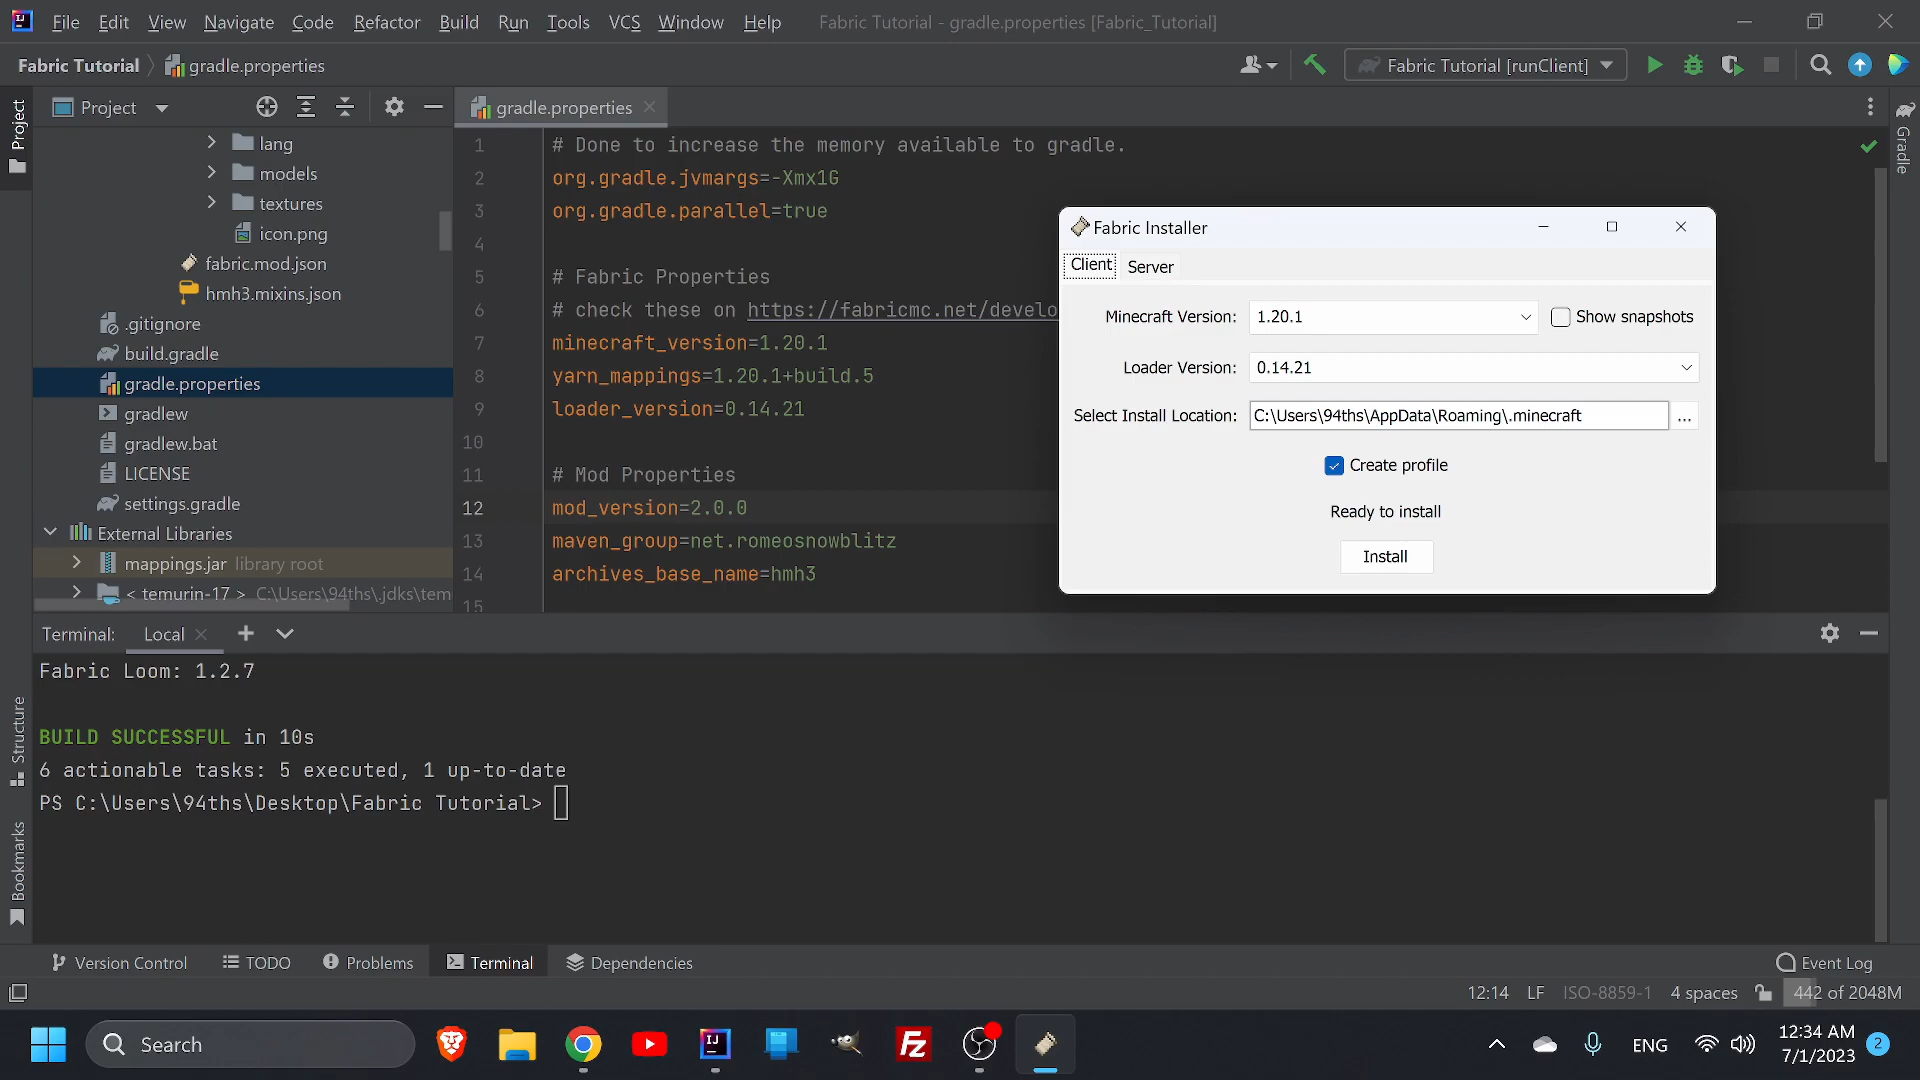 File Edit View Navigate Code Refactor Build Run Tools VCS Window Help Fabric Tutorial - gradle.properties [Fabric_Tutorial]
Fabric Tutorial gradle.properties Fabric Tutorial [runClient]
Project
Project
gradle.properties
Gradle
lang
models
textures
icon.png
fabric.mod.json
hmh3.mixins.json
.gitignore
build.gradle
gradle.properties
gradlew
gradlew.bat
LICENSE
settings.gradle
External Libraries
mappings.jar library root
< temurin-17 > C:\Users\94ths\.jdks\tem
1 # Done to increase the memory available to gradle.
2 org.gradle.jvmargs=-Xmx1G
3 org.gradle.parallel=true
4
5 # Fabric Properties
6 # check these on https://fabricmc.net/develo
7 minecraft_version=1.20.1
8 yarn_mappings=1.20.1+build.5
9 loader_version=0.14.21
10
11 # Mod Properties
12 mod_version=2.0.0
13 maven_group=net.romeosnowblitz
14 archives_base_name=hmh3
15
Fabric Installer
Client Server
Minecraft Version: 1.20.1 Show snapshots
Loader Version: 0.14.21
Select Install Location: C:\Users\94ths\AppData\Roaming\.minecraft ...
Create profile
Ready to install
Install
Terminal: Local
Fabric Loom: 1.2.7
BUILD SUCCESSFUL in 10s
6 actionable tasks: 5 executed, 1 up-to-date
PS C:\Users\94ths\Desktop\Fabric Tutorial>
Structure
Bookmarks
Version Control TODO Problems Terminal Dependencies Event Log
12:14 LF ISO-8859-1 4 spaces 442 of 2048M
Search
IJ
Fz
ENG
12:34 AM
7/1/2023
2